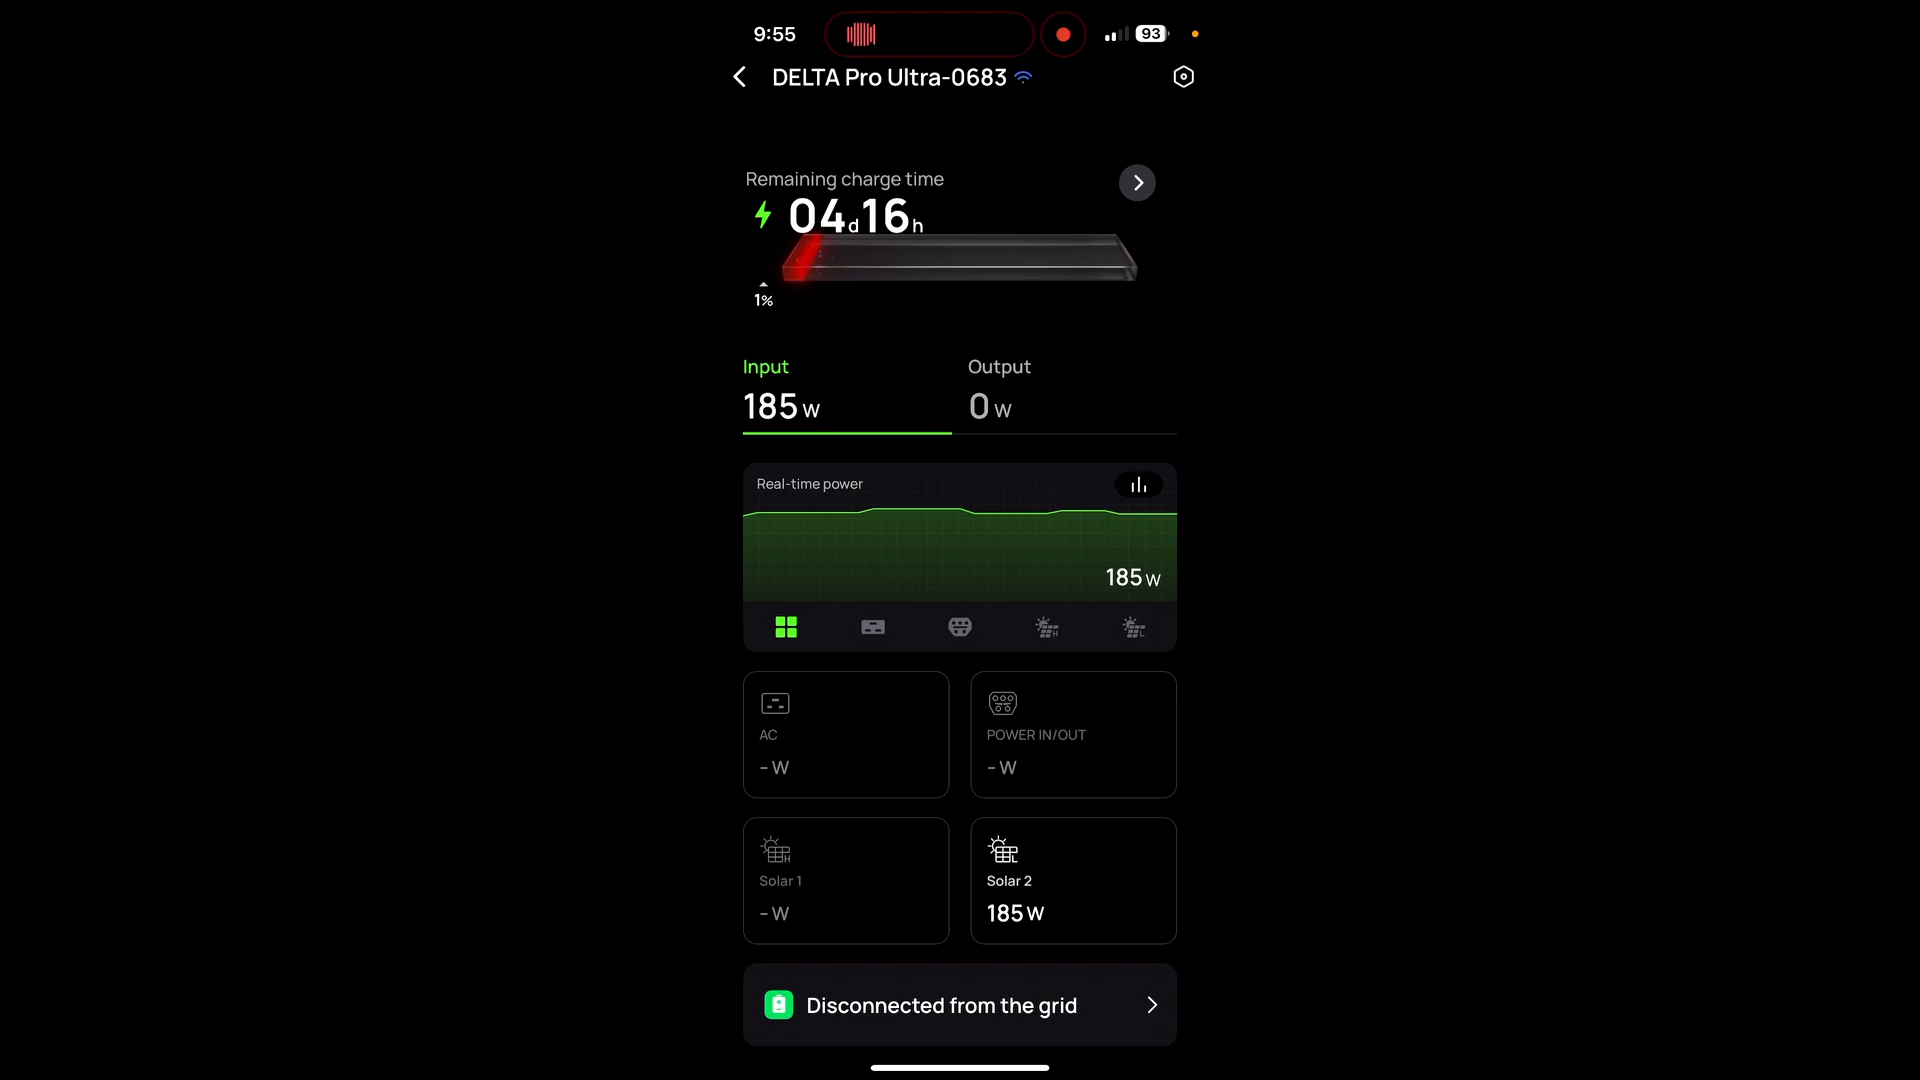 9:55
93
DELTA Pro Ultra-0683
Remaining charge time
04d16h
1%
Input
Output
185 W
0 W
Real-time power
185 W
H
L
AC
POWER IN/OUT
- W
- W
H
L
Solar 1
Solar 2
- W
185 W
Disconnected from the grid